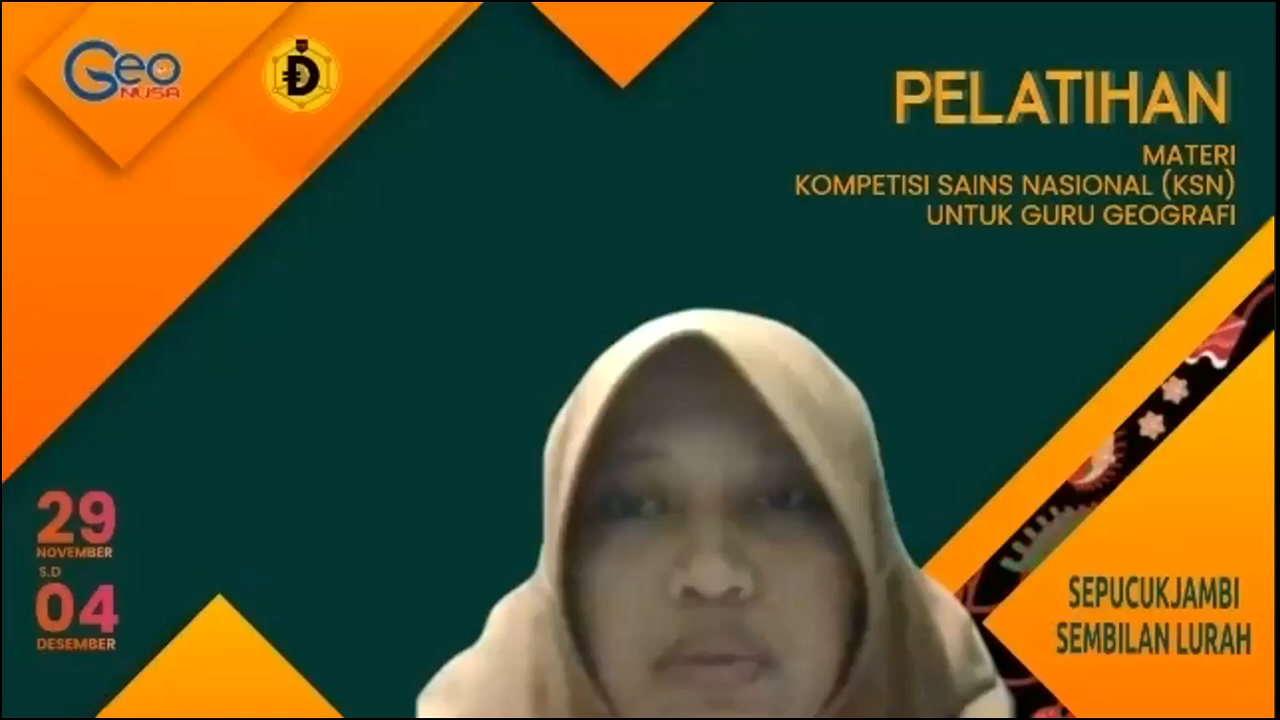 Geo
NUSA
PELATIHAN
MATERI
KOMPETISI SAINS NASIONAL (KSN)
UNTUK GURU GEOGRAFI
29
NOVEMBER
S.D
04
DESEMBER
SEPUCUKJAMBI
SEMBILAN LURAH